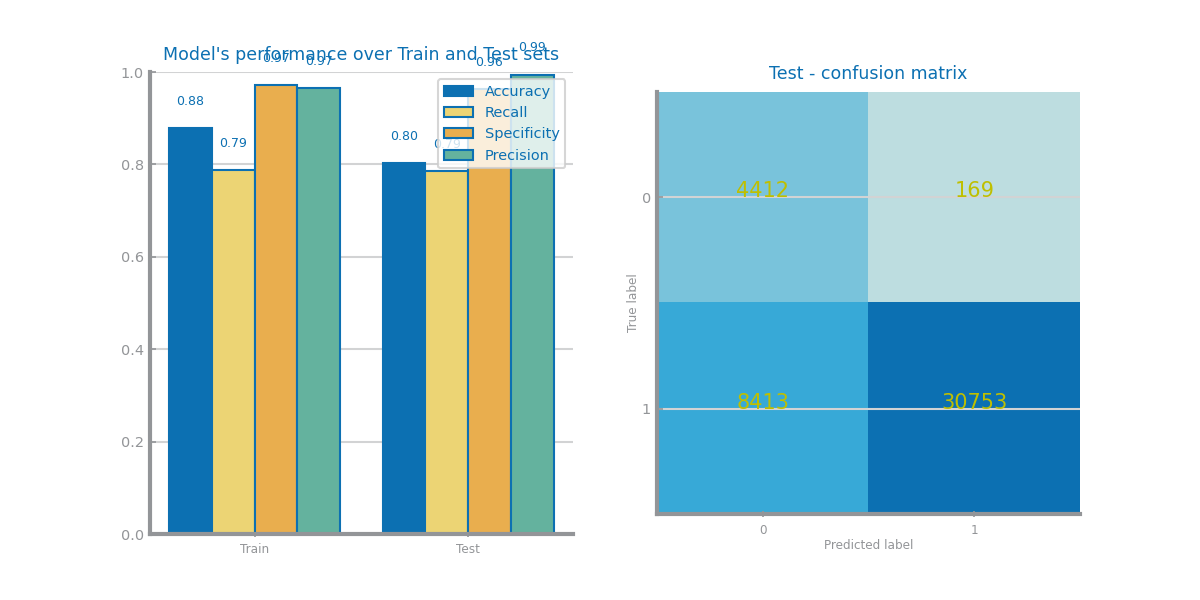 Model's performance over Train and Test sets
0.88
0.79
0.97
0.97
0.80
0.79
0.96
0.99
Accuracy
Recall
Specificity
Precision
1.0
0.8
0.6
0.4
0.2
0.0
Train
Test
Test - confusion matrix
True label
0
1
4412
169
8413
30753
0
1
Predicted label